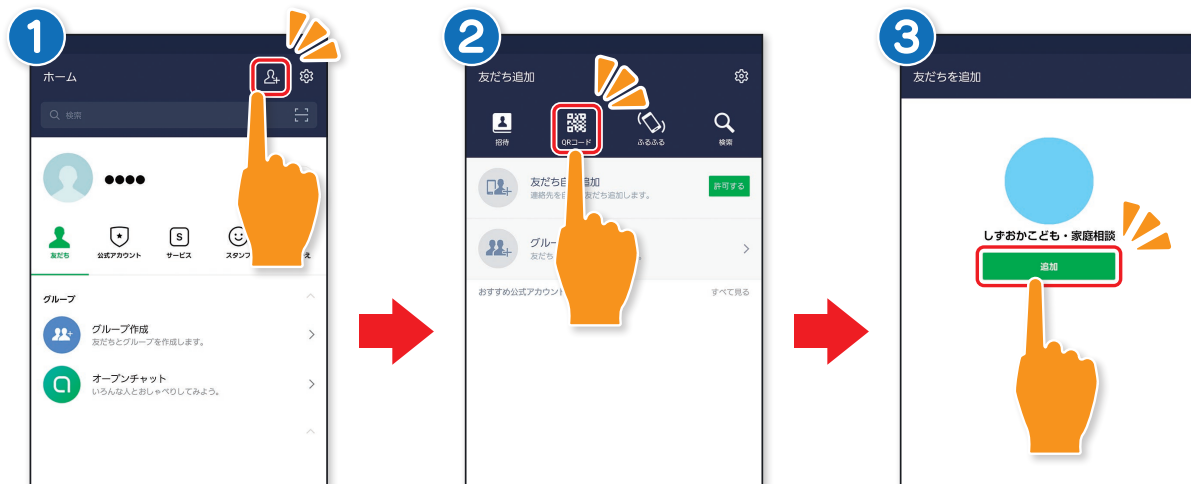 1
ホーム
検索
●●●●
友だち
公式アカウント
S
サービス
スタンプ
え
グループ
グループ作成
友だちとグループを作成します。
オープンチャット
いろんな人とおしゃべりしてみよう。
2
友だち追加
招待
QRコード
ふるふる
検索
友だち自 追加
連絡先を自 友だち追加します。
許可する
グルー
友だち
おすすめ公式アカウント
すべて見る
3
友だちを追加
しずおかこども・家庭相談
追加